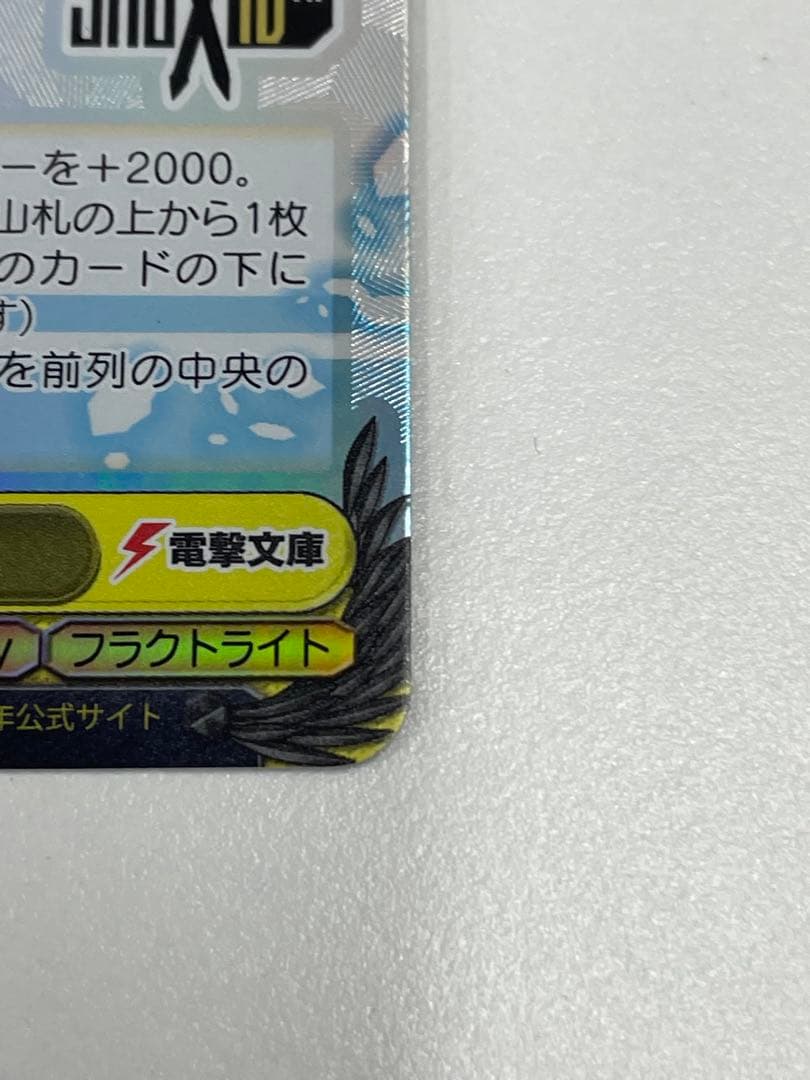 ーを+2000。
山札の上から1枚
のカードの下に
す)
を前列の中央の
電撃文庫
フラクトライト
年公式サイト